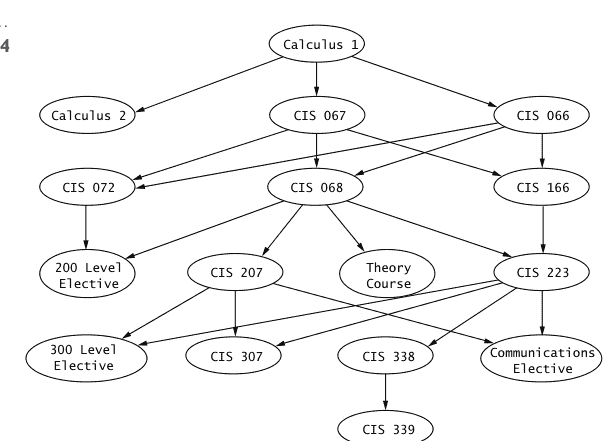 ..
4
Calculus 1
Calculus 2
CIS 067
CIS 066
CIS 072
CIS 068
CIS 166
200 Level
Elective
CIS 207
Theory
Course
CIS 223
300 Level
Elective
CIS 307
CIS 338
Communications
Elective
CIS 339